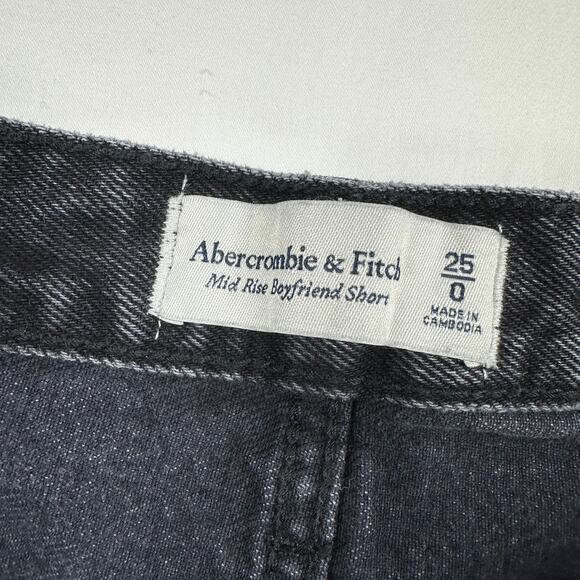 Abercrombie & Fitch
Mid Rise Boyfriend Short
25
0
MADE IN
CAMBODIA